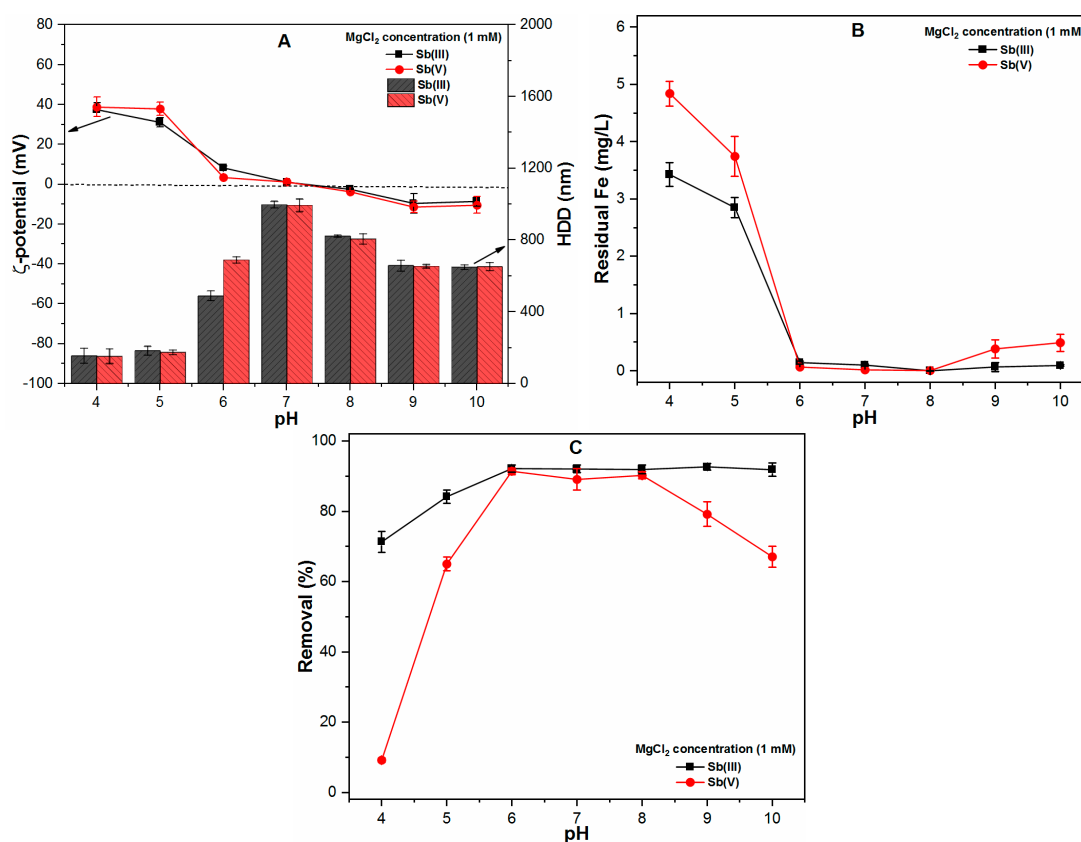 A
MgCl₂ concentration (1 mM)
Sb(III)
Sb(V)
Sb(III)
Sb(V)
80
60
40
20
0
-20
-40
-60
-80
-100
ζ-potential (mV)
2000
1600
1200
800
400
0
HDD (nm)
4 5 6 7 8 9 10
pH
B
MgCl₂ concentration (1 mM)
Sb(III)
Sb(V)
6
5
4
3
2
1
0
Residual Fe (mg/L)
4 5 6 7 8 9 10
pH
C
100
80
60
40
20
0
Removal (%)
MgCl₂ concentration (1 mM)
Sb(III)
Sb(V)
4 5 6 7 8 9 10
pH